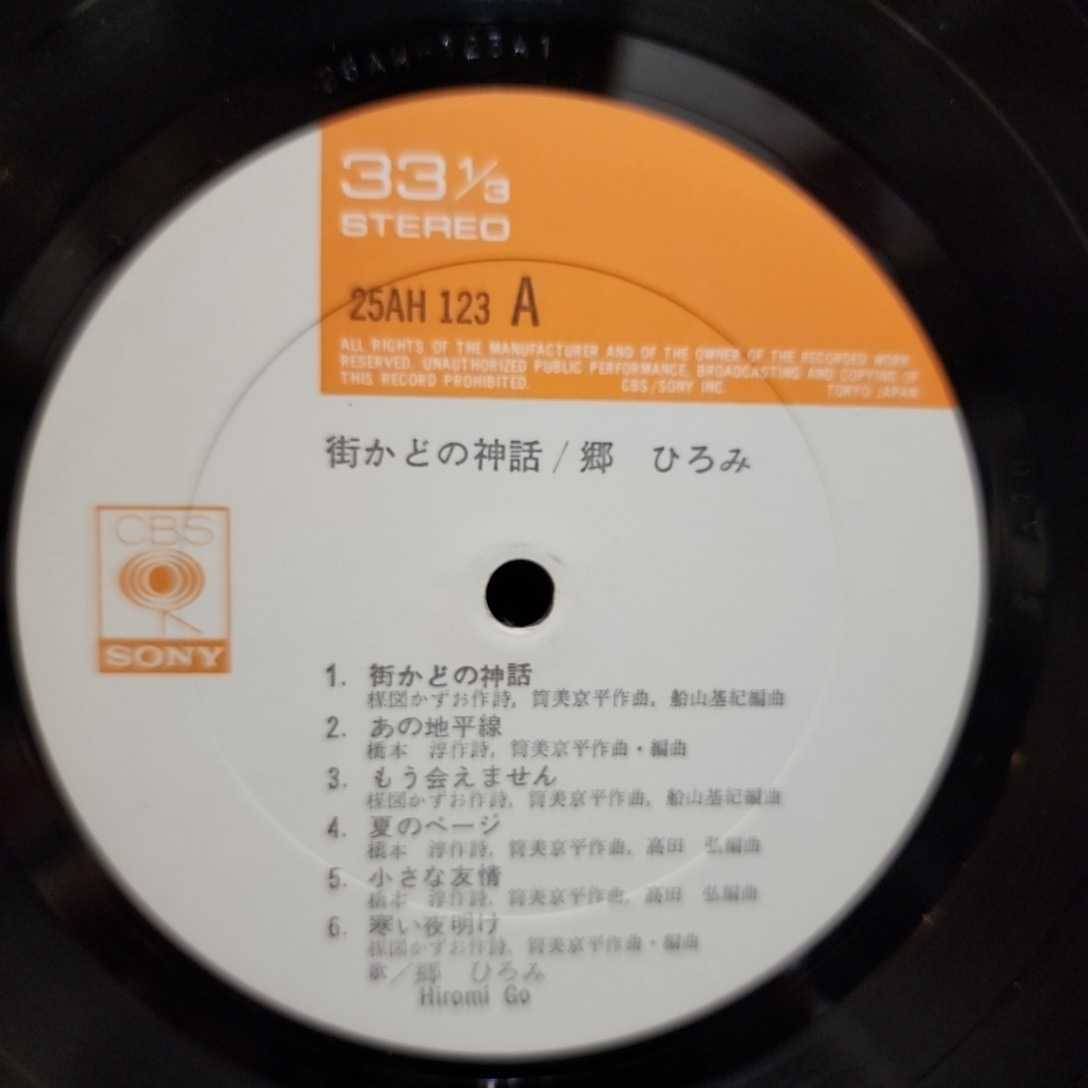 33 1/3
STEREO
25AH 123 A
ALL RIGHTS OF THE MANUFACTURER AND OF THE OWNER OF THE RECORDED WORK
RESERVED. UNAUTHORIZED PUBLIC PERFORMANCE, BROADCASTING AND COPYING OF
THIS RECORD PROHIBITED. CBS/SONY INC. TOKYO JAPAN
街かどの神話/郷 ひろみ
CBS
SONY
1. 街かどの神話
楳図かずお作詩, 筒美京平作曲, 船山基紀編曲
2. あの地平線
橋本 淳作詩, 筒美京平作曲・編曲
3. もう会えません
楳図かずお作詩, 筒美京平作曲, 船山基紀編曲
4. 夏のページ
橋本 淳作詩, 筒美京平作曲, 高田 弘編曲
5. 小さな友情
橋本 淳作詩, 筒美京平作曲, 高田 弘編曲
6. 寒い夜明け
楳図かずお作詩, 筒美京平作曲・編曲
歌/郷 ひろみ
Hiromi Go